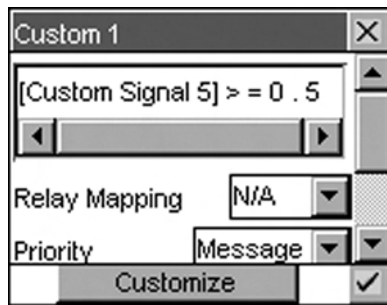 Custom 1
[Custom Signal 5] > = 0 . 5
Relay Mapping N/A
Priority Message
Customize